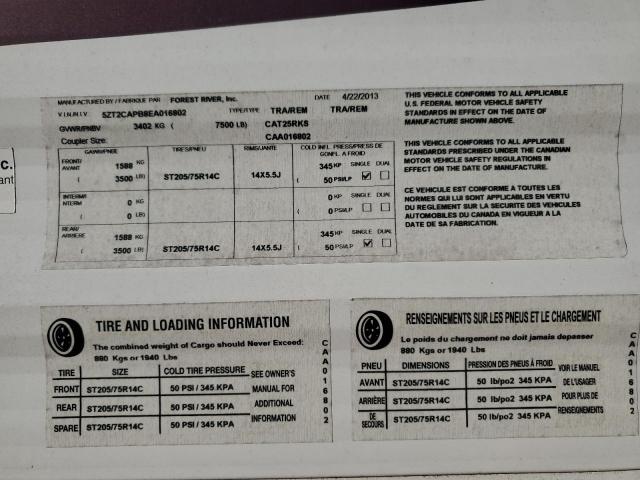 MANUFACTURED BY / FABRIQUE PAR FOREST RIVER, Inc. DATE 4/22/2013
V.I.N./N.I.V. 5ZT2CAPB8EA016802 TYPE/TYPE TRA/REM TRA/REM
GVWR/PNBV 3402 KG ( 7500 LB) CAT25RKS
Coupler Size: CAA016802
GAWR/PNBE TIRES/PNEU RIMS/JANTE COLD INFL. PRESS/PRESS DE GONFL. A FROID
FRONT/ AVANT 1588 KG 345 KP SINGLE DUAL
( 3500 LB) ST205/75R14C 14X5.5J ( 50 PSI/LP
INTERM/ INTERM 0 KG 0 KP SINGLE DUAL
( 0 LB) ( 0 PSI/LP
REAR/ ARRIÈRE 1588 KG 345 KP SINGLE DUAL
( 3500 LB) ST205/75R14C 14X5.5J ( 50 PSI/LP
THIS VEHICLE CONFORMS TO ALL APPLICABLE
U.S. FEDERAL MOTOR VEHICLE SAFETY
STANDARDS IN EFFECT ON THE DATE OF
MANUFACTURE SHOWN ABOVE.
THIS VEHICLE CONFORMS TO ALL APPLICABLE
STANDARDS PRESCRIBED UNDER THE CANADIAN
MOTOR VEHICLE SAFETY REGULATIONS IN
EFFECT ON THE DATE OF MANUFACTURE.
CE VEHICULE EST CONFORME A TOUTES LES
NORMES QUI LUI SONT APPLICABLES EN VERTU
DU REGLEMENT SUR LA SECURITE DES VEHICULES
AUTOMOBILES DU CANADA EN VIGUEUR A LA
DATE DE SA FABRICATION.
C.
ant
TIRE AND LOADING INFORMATION
The combined weight of Cargo should Never Exceed:
880 Kgs or 1940 Lbs
TIRE SIZE COLD TIRE PRESSURE SEE OWNER'S
FRONT ST205/75R14C 50 PSI / 345 KPA MANUAL FOR
REAR ST205/75R14C 50 PSI / 345 KPA ADDITIONAL
SPARE ST205/75R14C 50 PSI / 345 KPA INFORMATION
CAA016802
RENSEIGNEMENTS SUR LES PNEUS ET LE CHARGEMENT
Le poids du chargement ne doit jamais depasser
880 Kgs or 1940 Lbs
PNEU DIMENSIONS PRESSION DES PNEUS À FROID VOIR LE MANUEL
AVANT ST205/75R14C 50 lb/po2 345 KPA DE L'USAGER
ARRIÈRE ST205/75R14C 50 lb/po2 345 KPA POUR PLUS DE
DE SECOURS ST205/75R14C 50 lb/po2 345 KPA RENSEIGNEMENTS
CAA016802